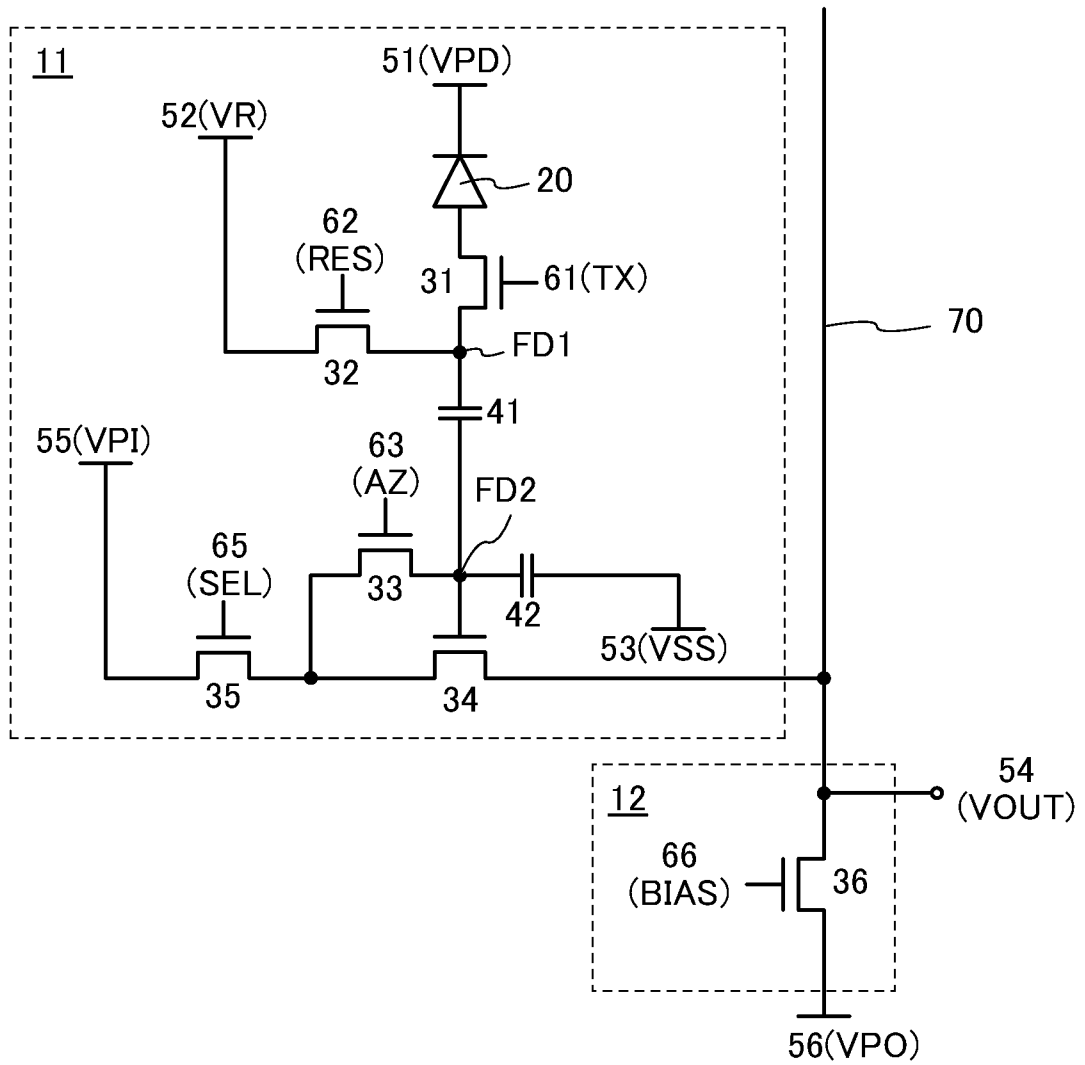 11
51(VPD)
52(VR)
20
62
(RES)
31
61(TX)
70
FD1
32
41
55(VPI)
63
(AZ)
FD2
65
(SEL)
33
42
53(VSS)
35
34
12
54
(VOUT)
66
(BIAS)
36
56(VPO)